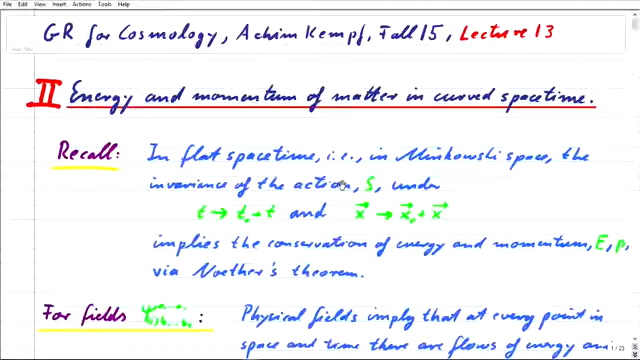 File Edit View Insert Actions Tools Help
GR for Cosmology, Achim Kempf, Fall 15, Lecture 13
II Energy and momentum of matter in curved spacetime.
Recall: In flat spacetime, i.e., in Minkowski space, the
invariance of the action, S, under
t → t₀ + t and x⃗ → x⃗₀ + x⃗
implies the conservation of energy and momentum, E, p,
via Noether's theorem.
For fields : Physical fields imply that at every point in
space and time there are flows of energy and
1 / 23